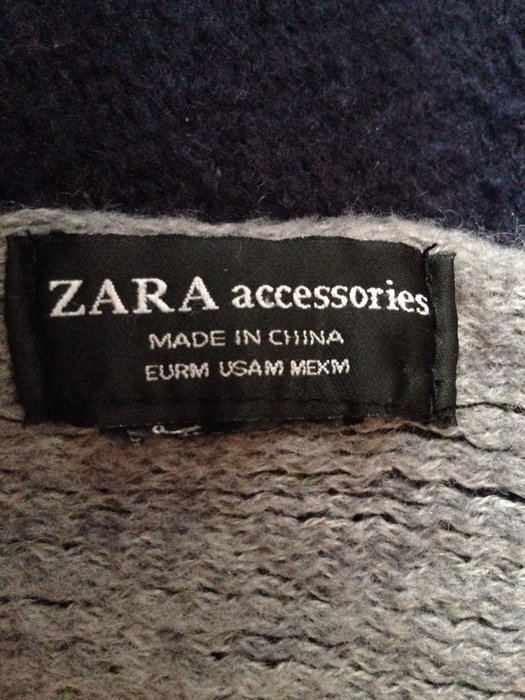 ZARA accessories
MADE IN CHINA
EURM USAM MEXM